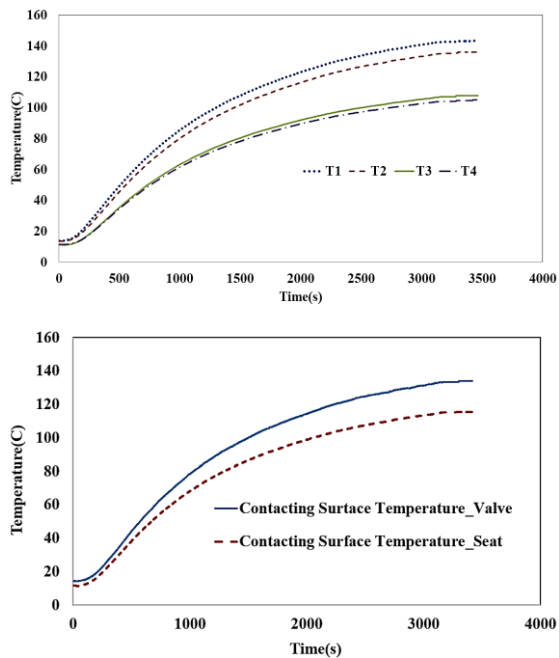 160
140
120
100
80
60
40
20
0
Temperature(C)
T1 T2 T3 T4
0 500 1000 1500 2000 2500 3000 3500 4000
Time(s)
160
140
120
100
80
60
40
20
0
Temperature(C)
Contacting Surtace Temperature_Valve
Contacting Surface Temperature_Seat
0 1000 2000 3000 4000
Time(s)